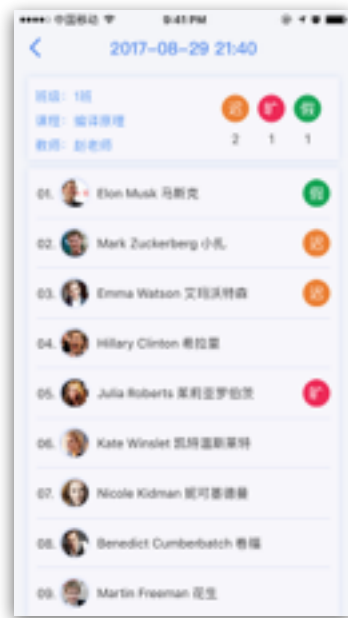 中国移动 9:41 PM
2017-08-29 21:40
班级：1班
课程：编译原理
教师：赵老师
迟 旷 假
2 1 1
01. Elon Musk 马斯克 假
02. Mark Zuckerberg 小扎 迟
03. Emma Watson 艾玛沃特森 迟
04. Hillary Clinton 希拉里
05. Julia Roberts 茱莉亚罗伯茨 旷
06. Kate Winslet 凯特温斯莱特
07. Nicole Kidman 妮可基德曼
08. Benedict Cumberbatch 卷福
09. Martin Freeman 花生